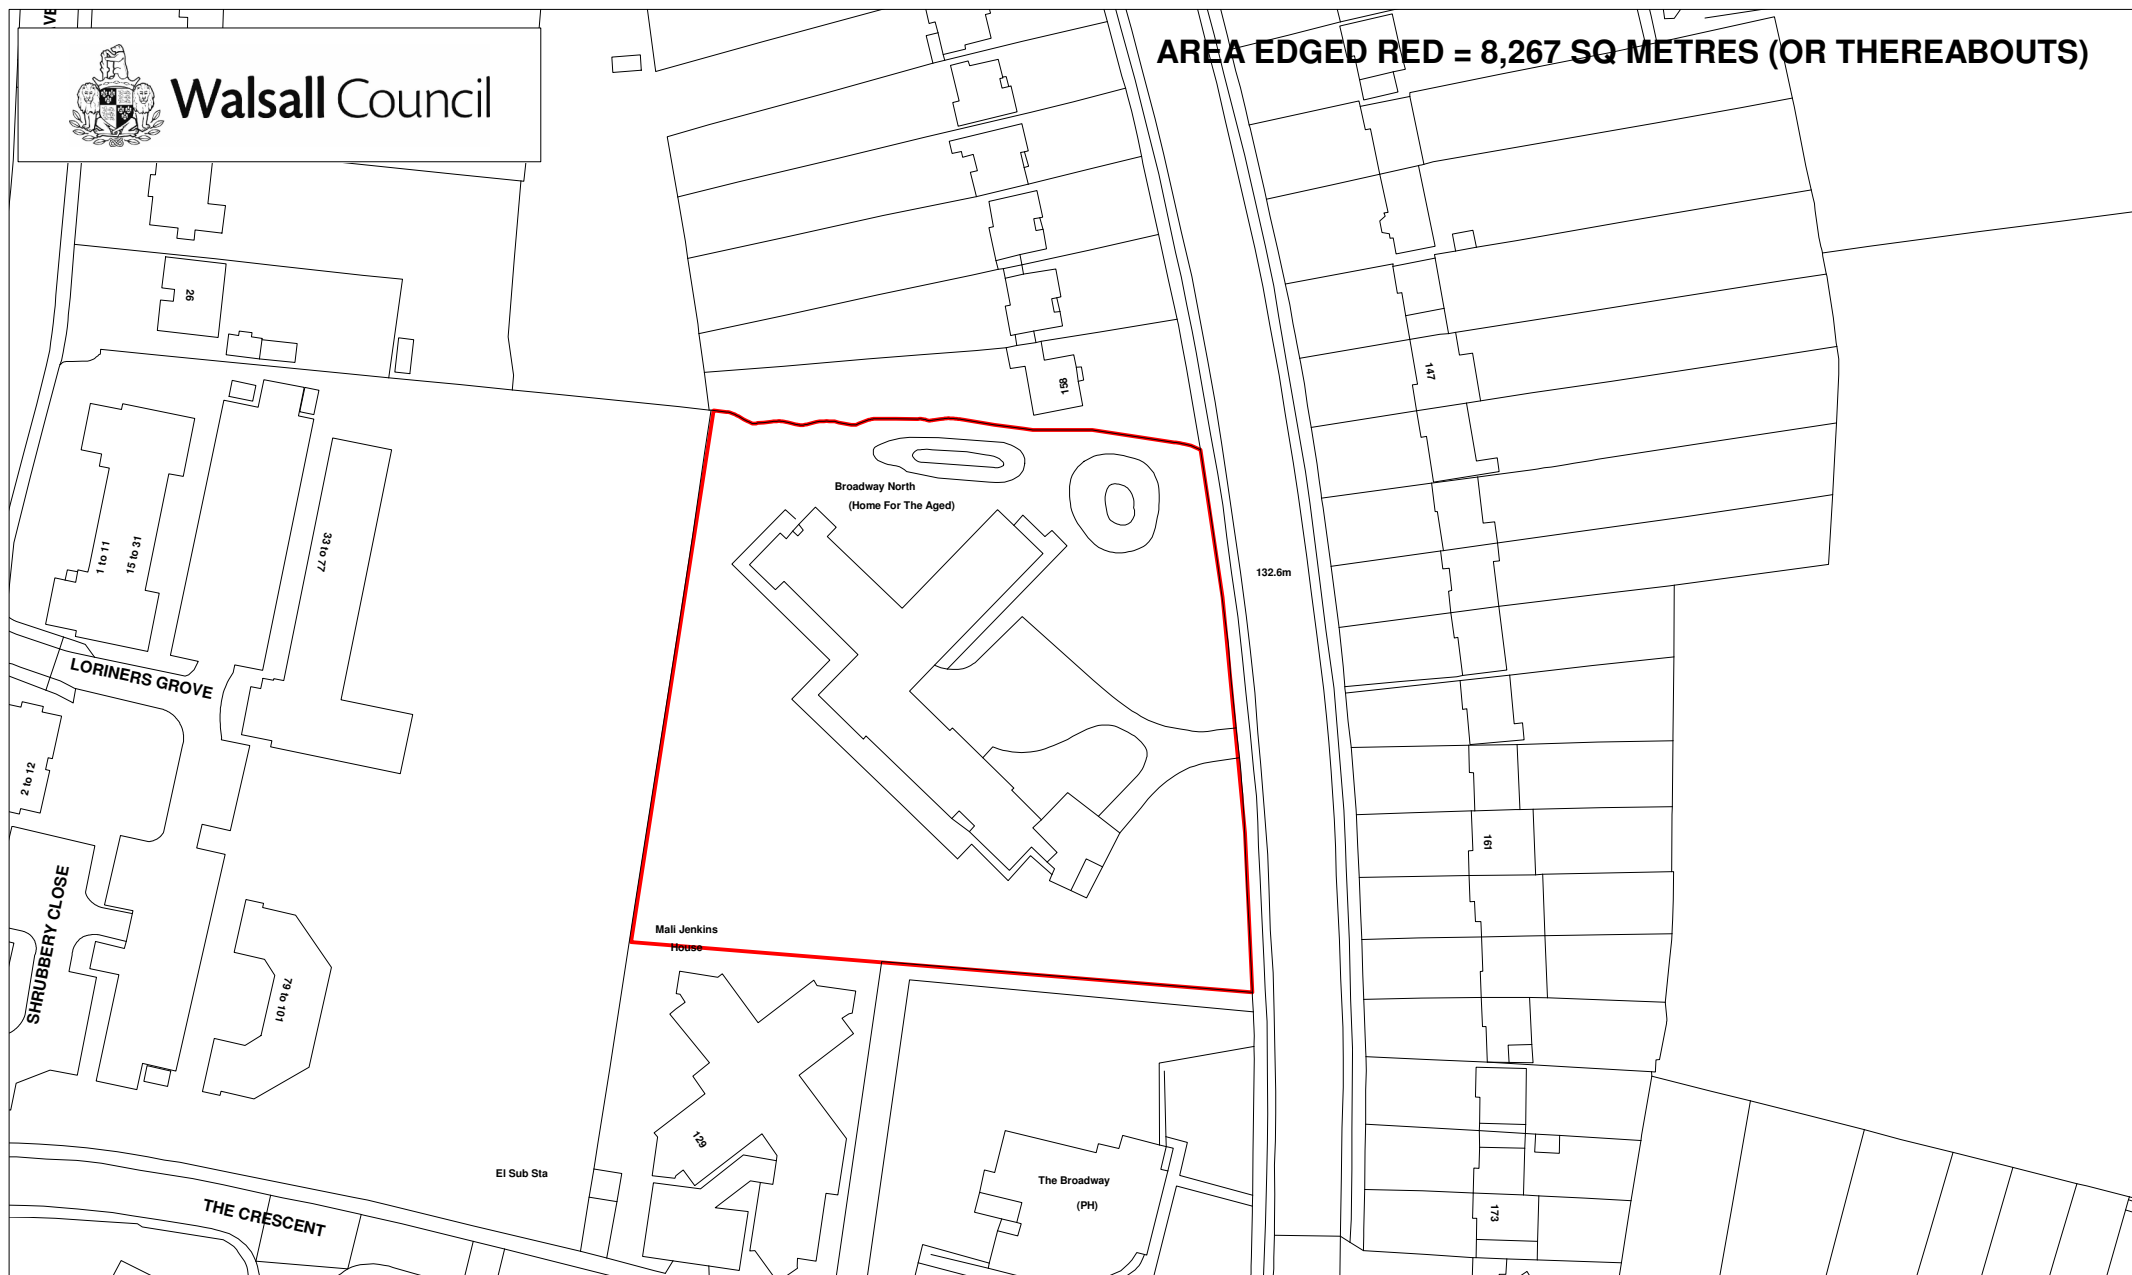 VE
Walsall Council
AREA EDGED RED = 8,267 SQ METRES (OR THEREABOUTS)
26
158
147
Broadway North
(Home For The Aged)
1 to 11
15 to 31
33 to 77
132.6m
LORINERS GROVE
2 to 12
161
SHRUBBERY CLOSE
Mali Jenkins
House
79 to 101
129
El Sub Sta
The Broadway
(PH)
THE CRESCENT
173